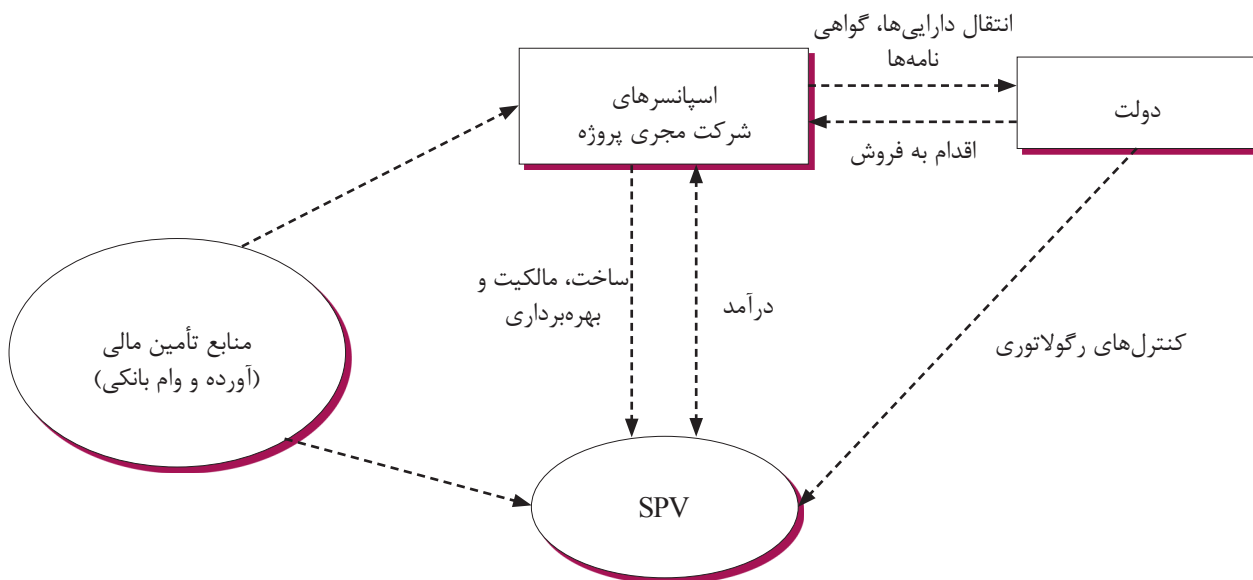 انتقال دارایی‌ها، گواهی
نامه‌ها
اسپانسرهای
شرکت مجری پروژه
دولت
اقدام به فروش
ساخت، مالکیت و
بهره‌برداری
درآمد
کنترل‌های رگولاتوری
منابع تأمین مالی
(آورده و وام بانکی)
SPV